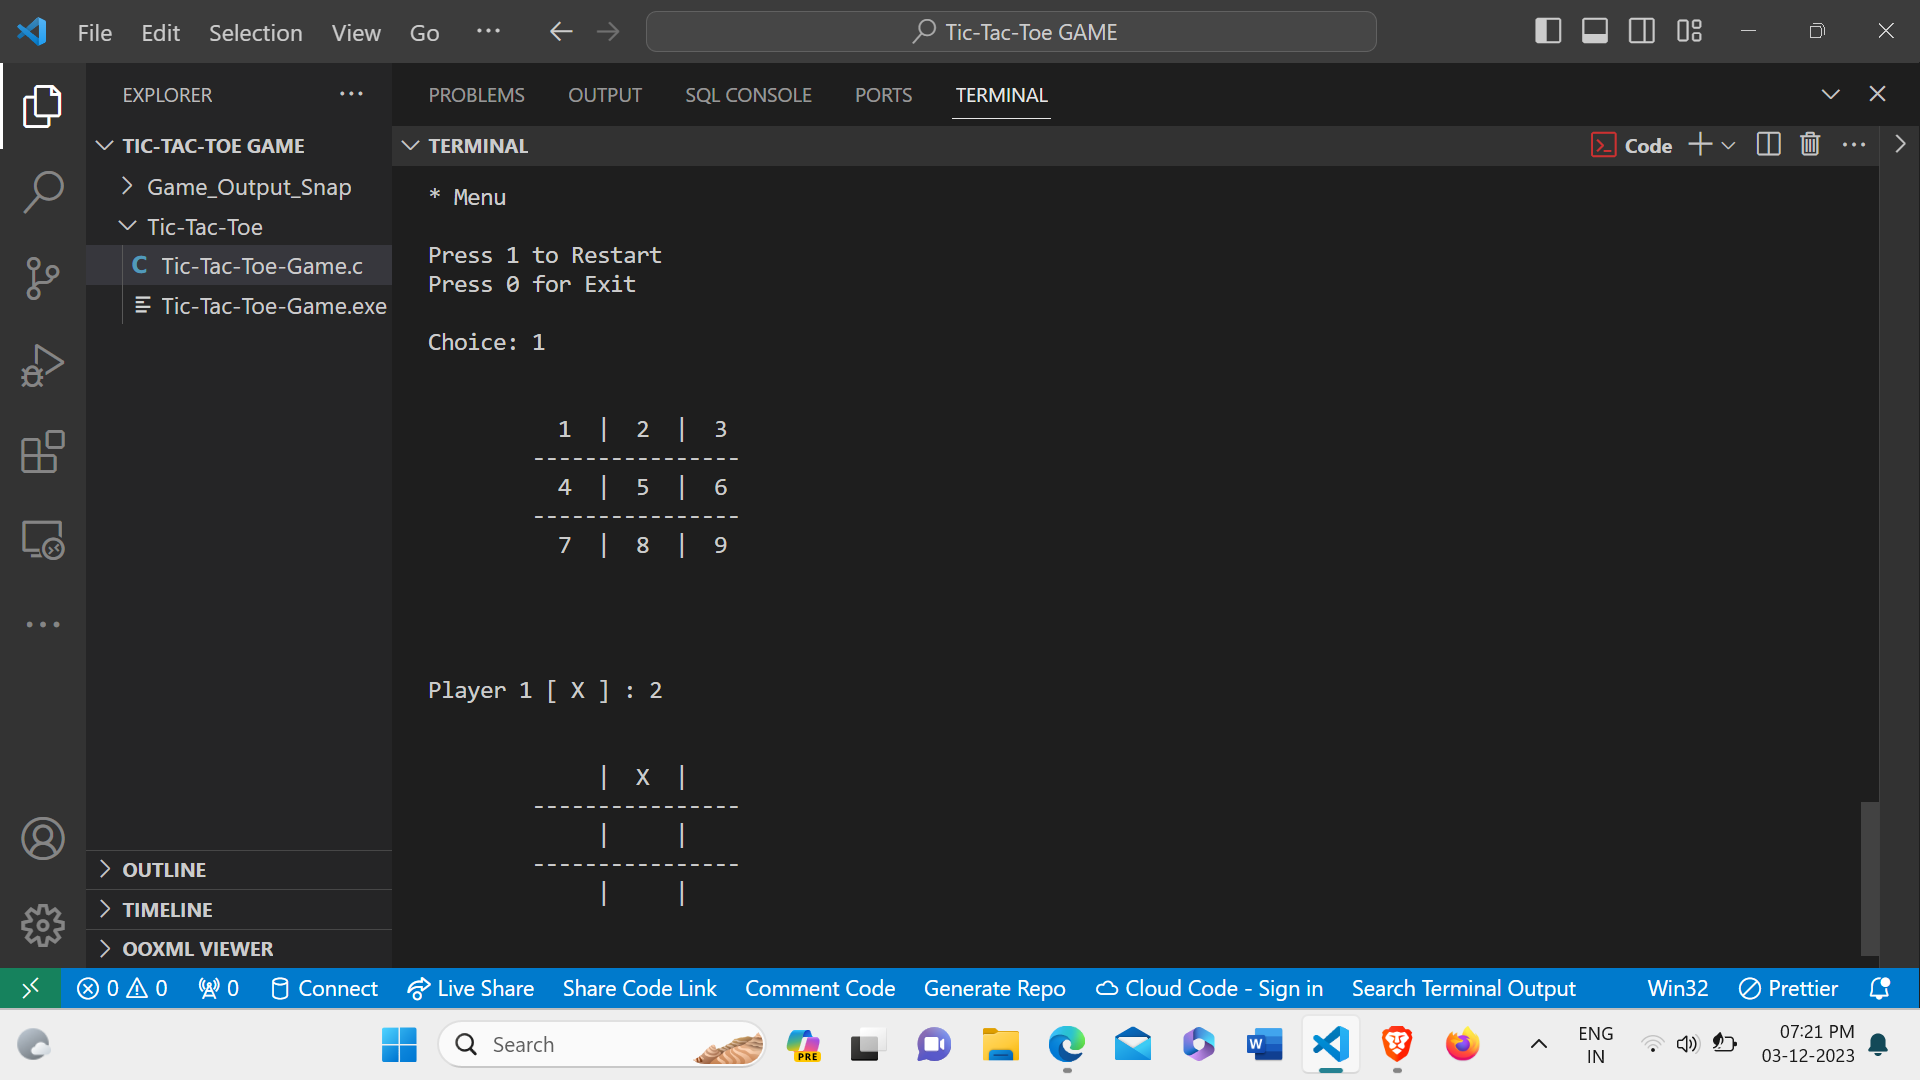 File Edit Selection View Go ··· Tic-Tac-Toe GAME
EXPLORER ···
PROBLEMS OUTPUT SQL CONSOLE PORTS TERMINAL
TIC-TAC-TOE GAME
Game_Output_Snap
Tic-Tac-Toe
C Tic-Tac-Toe-Game.c
Tic-Tac-Toe-Game.exe
OUTLINE
TIMELINE
OOXML VIEWER
TERMINAL Code
* Menu
Press 1 to Restart
Press 0 for Exit
Choice: 1
1 | 2 | 3
----------------
4 | 5 | 6
----------------
7 | 8 | 9
Player 1 [ X ] : 2
| X |
----------------
| |
----------------
| |
0 0 0 Connect Live Share Share Code Link Comment Code Generate Repo Cloud Code - Sign in Search Terminal Output Win32 Prettier
Search PRE W ENG 07:21 PM
IN 03-12-2023